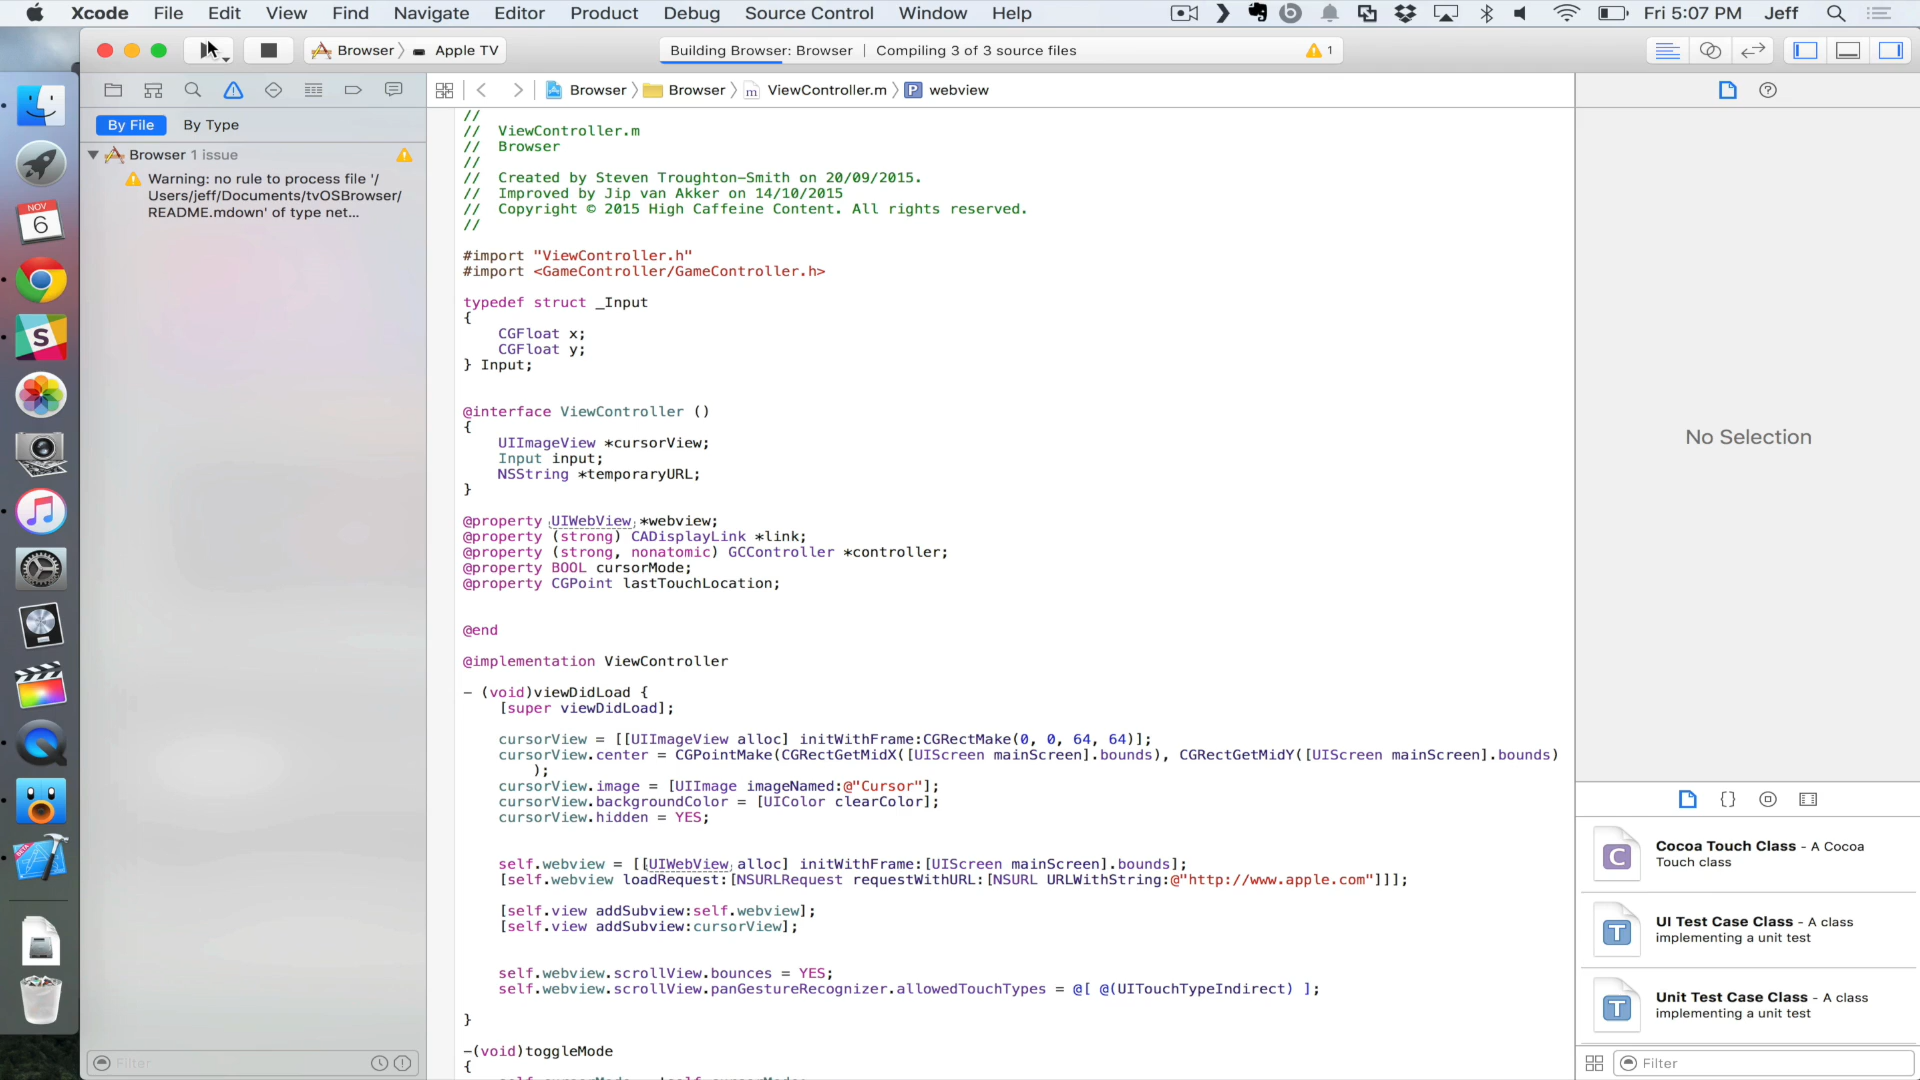 Xcode File Edit View Find Navigate Editor Product Debug Source Control Window Help Fri 5:07 PM Jeff
Browser Apple TV
Building Browser: Browser | Compiling 3 of 3 source files
1
Browser Browser ViewController.m webview
By File By Type
Browser 1 issue
Warning: no rule to process file '/
Users/jeff/Documents/tvOSBrowser/
README.mdown' of type net...
NOV
6
BETA
Filter
//
// ViewController.m
// Browser
//
// Created by Steven Troughton-Smith on 20/09/2015.
// Improved by Jip van Akker on 14/10/2015
// Copyright © 2015 High Caffeine Content. All rights reserved.
//
#import "ViewController.h"
#import <GameController/GameController.h>
typedef struct _Input
{
CGFloat x;
CGFloat y;
} Input;
@interface ViewController ()
{
UIImageView *cursorView;
Input input;
NSString *temporaryURL;
}
@property UIWebView *webview;
@property (strong) CADisplayLink *link;
@property (strong, nonatomic) GCController *controller;
@property BOOL cursorMode;
@property CGPoint lastTouchLocation;
@end
@implementation ViewController
- (void)viewDidLoad {
[super viewDidLoad];
cursorView = [[UIImageView alloc] initWithFrame:CGRectMake(0, 0, 64, 64)];
cursorView.center = CGPointMake(CGRectGetMidX([UIScreen mainScreen].bounds), CGRectGetMidY([UIScreen mainScreen].bounds)
);
cursorView.image = [UIImage imageNamed:@"Cursor"];
cursorView.backgroundColor = [UIColor clearColor];
cursorView.hidden = YES;
self.webview = [[UIWebView alloc] initWithFrame:[UIScreen mainScreen].bounds];
[self.webview loadRequest:[NSURLRequest requestWithURL:[NSURL URLWithString:@"http://www.apple.com"]]];
[self.view addSubview:self.webview];
[self.view addSubview:cursorView];
self.webview.scrollView.bounces = YES;
self.webview.scrollView.panGestureRecognizer.allowedTouchTypes = @[ @(UITouchTypeIndirect) ];
}
-(void)toggleMode
{
No Selection
Cocoa Touch Class - A Cocoa
Touch class
UI Test Case Class - A class
implementing a unit test
Unit Test Case Class - A class
implementing a unit test
Filter